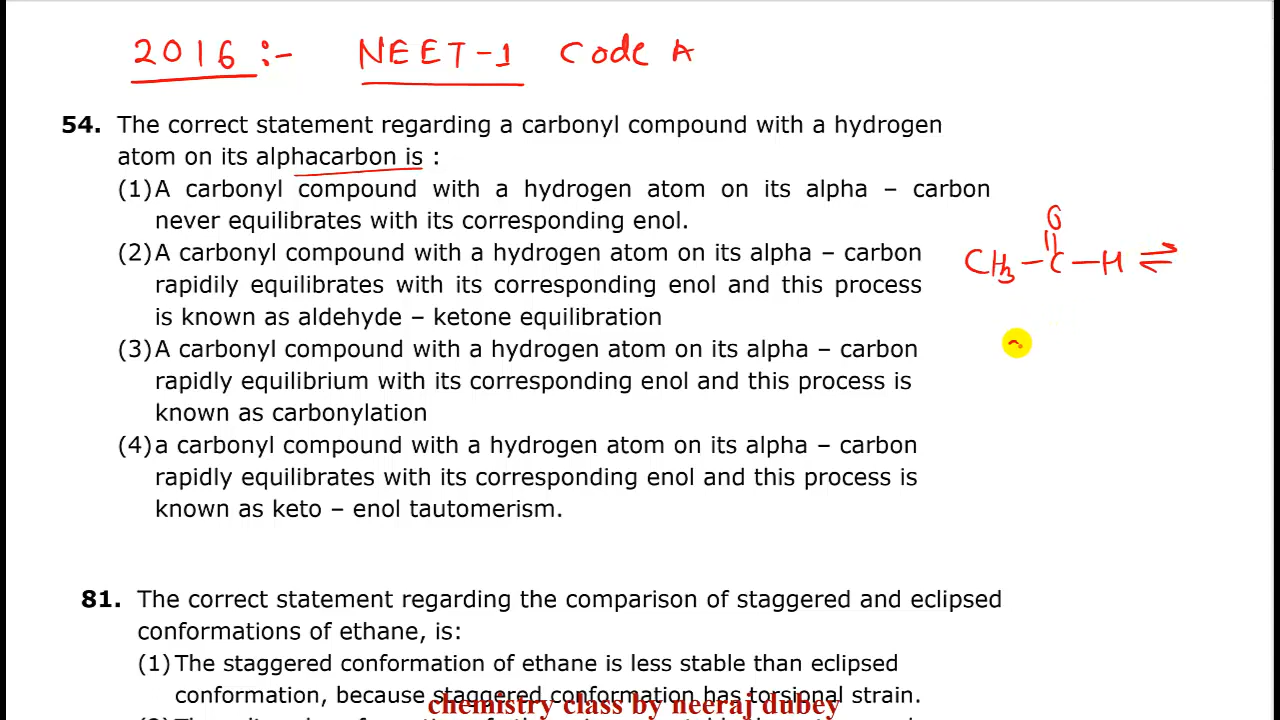 2016 :- NEET-1 Code A
54. The correct statement regarding a carbonyl compound with a hydrogen
atom on its alphacarbon is :
(1) A carbonyl compound with a hydrogen atom on its alpha – carbon
never equilibrates with its corresponding enol.
(2) A carbonyl compound with a hydrogen atom on its alpha – carbon
rapidily equilibrates with its corresponding enol and this process
is known as aldehyde – ketone equilibration
(3) A carbonyl compound with a hydrogen atom on its alpha – carbon
rapidly equilibrium with its corresponding enol and this process is
known as carbonylation
(4) a carbonyl compound with a hydrogen atom on its alpha – carbon
rapidly equilibrates with its corresponding enol and this process is
known as keto – enol tautomerism.
O
CH3 – C – H ⇌
81. The correct statement regarding the comparison of staggered and eclipsed
conformations of ethane, is:
(1) The staggered conformation of ethane is less stable than eclipsed
conformation, because staggered conformation has torsional strain.
chemistry class by neeraj dubey